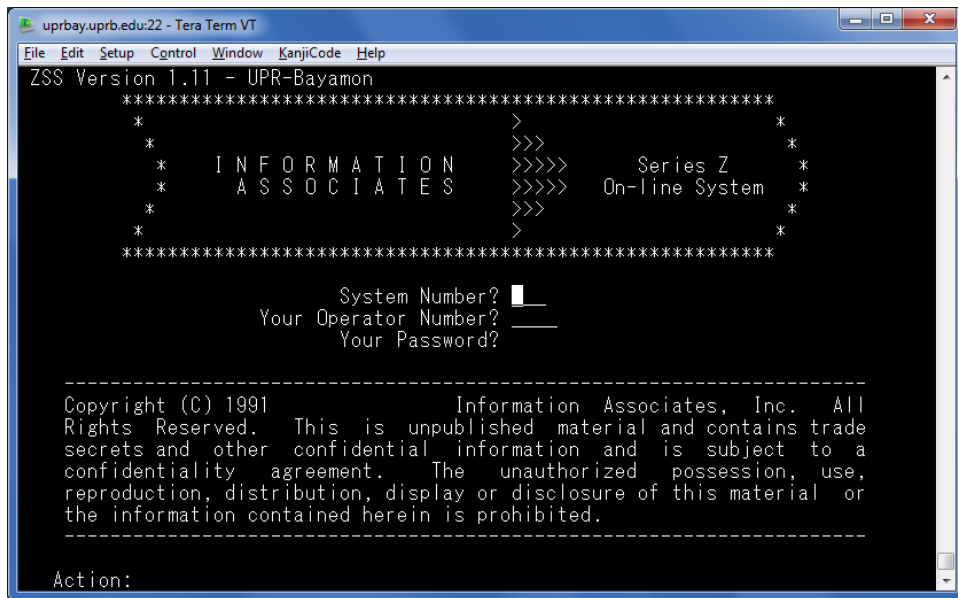 uprbay.uprb.edu:22 - Tera Term VT
File Edit Setup Control Window KanjiCode Help
ZSS Version 1.11 - UPR-Bayamon
*********************************************************
* > *
* >>> *
* I N F O R M A T I O N >>>>> Series Z *
* A S S O C I A T E S >>>>> On-line System *
* >>> *
* > *
*********************************************************
System Number? ___
Your Operator Number? ____
Your Password?
----------------------------------------------------------------------
Copyright (C) 1991 Information Associates, Inc. All
Rights Reserved. This is unpublished material and contains trade
secrets and other confidential information and is subject to a
confidentiality agreement. The unauthorized possession, use,
reproduction, distribution, display or disclosure of this material or
the information contained herein is prohibited.
----------------------------------------------------------------------
Action: